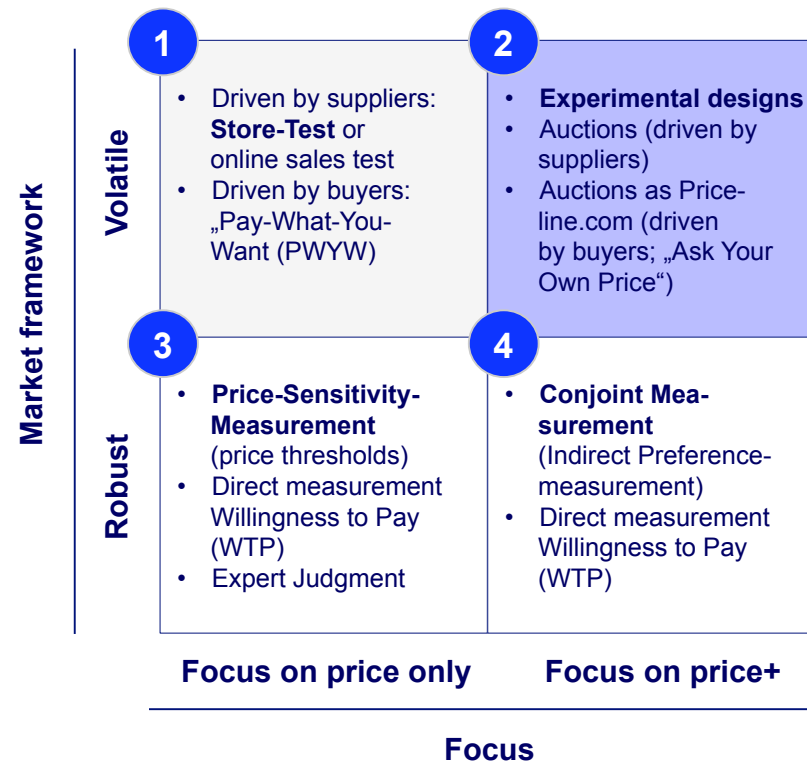 1
• Driven by suppliers:
Store-Test or
online sales test
• Driven by buyers:
„Pay-What-You-
Want (PWYW)
2
• Experimental designs
• Auctions (driven by
suppliers)
• Auctions as Price-
line.com (driven
by buyers; „Ask Your
Own Price“)
Market framework
Volatile
Robust
3
• Price-Sensitivity-
Measurement
(price thresholds)
• Direct measurement
Willingness to Pay
(WTP)
• Expert Judgment
4
• Conjoint Mea-
surement
(Indirect Preference-
measurement)
• Direct measurement
Willingness to Pay
(WTP)
Focus on price only
Focus on price+
Focus